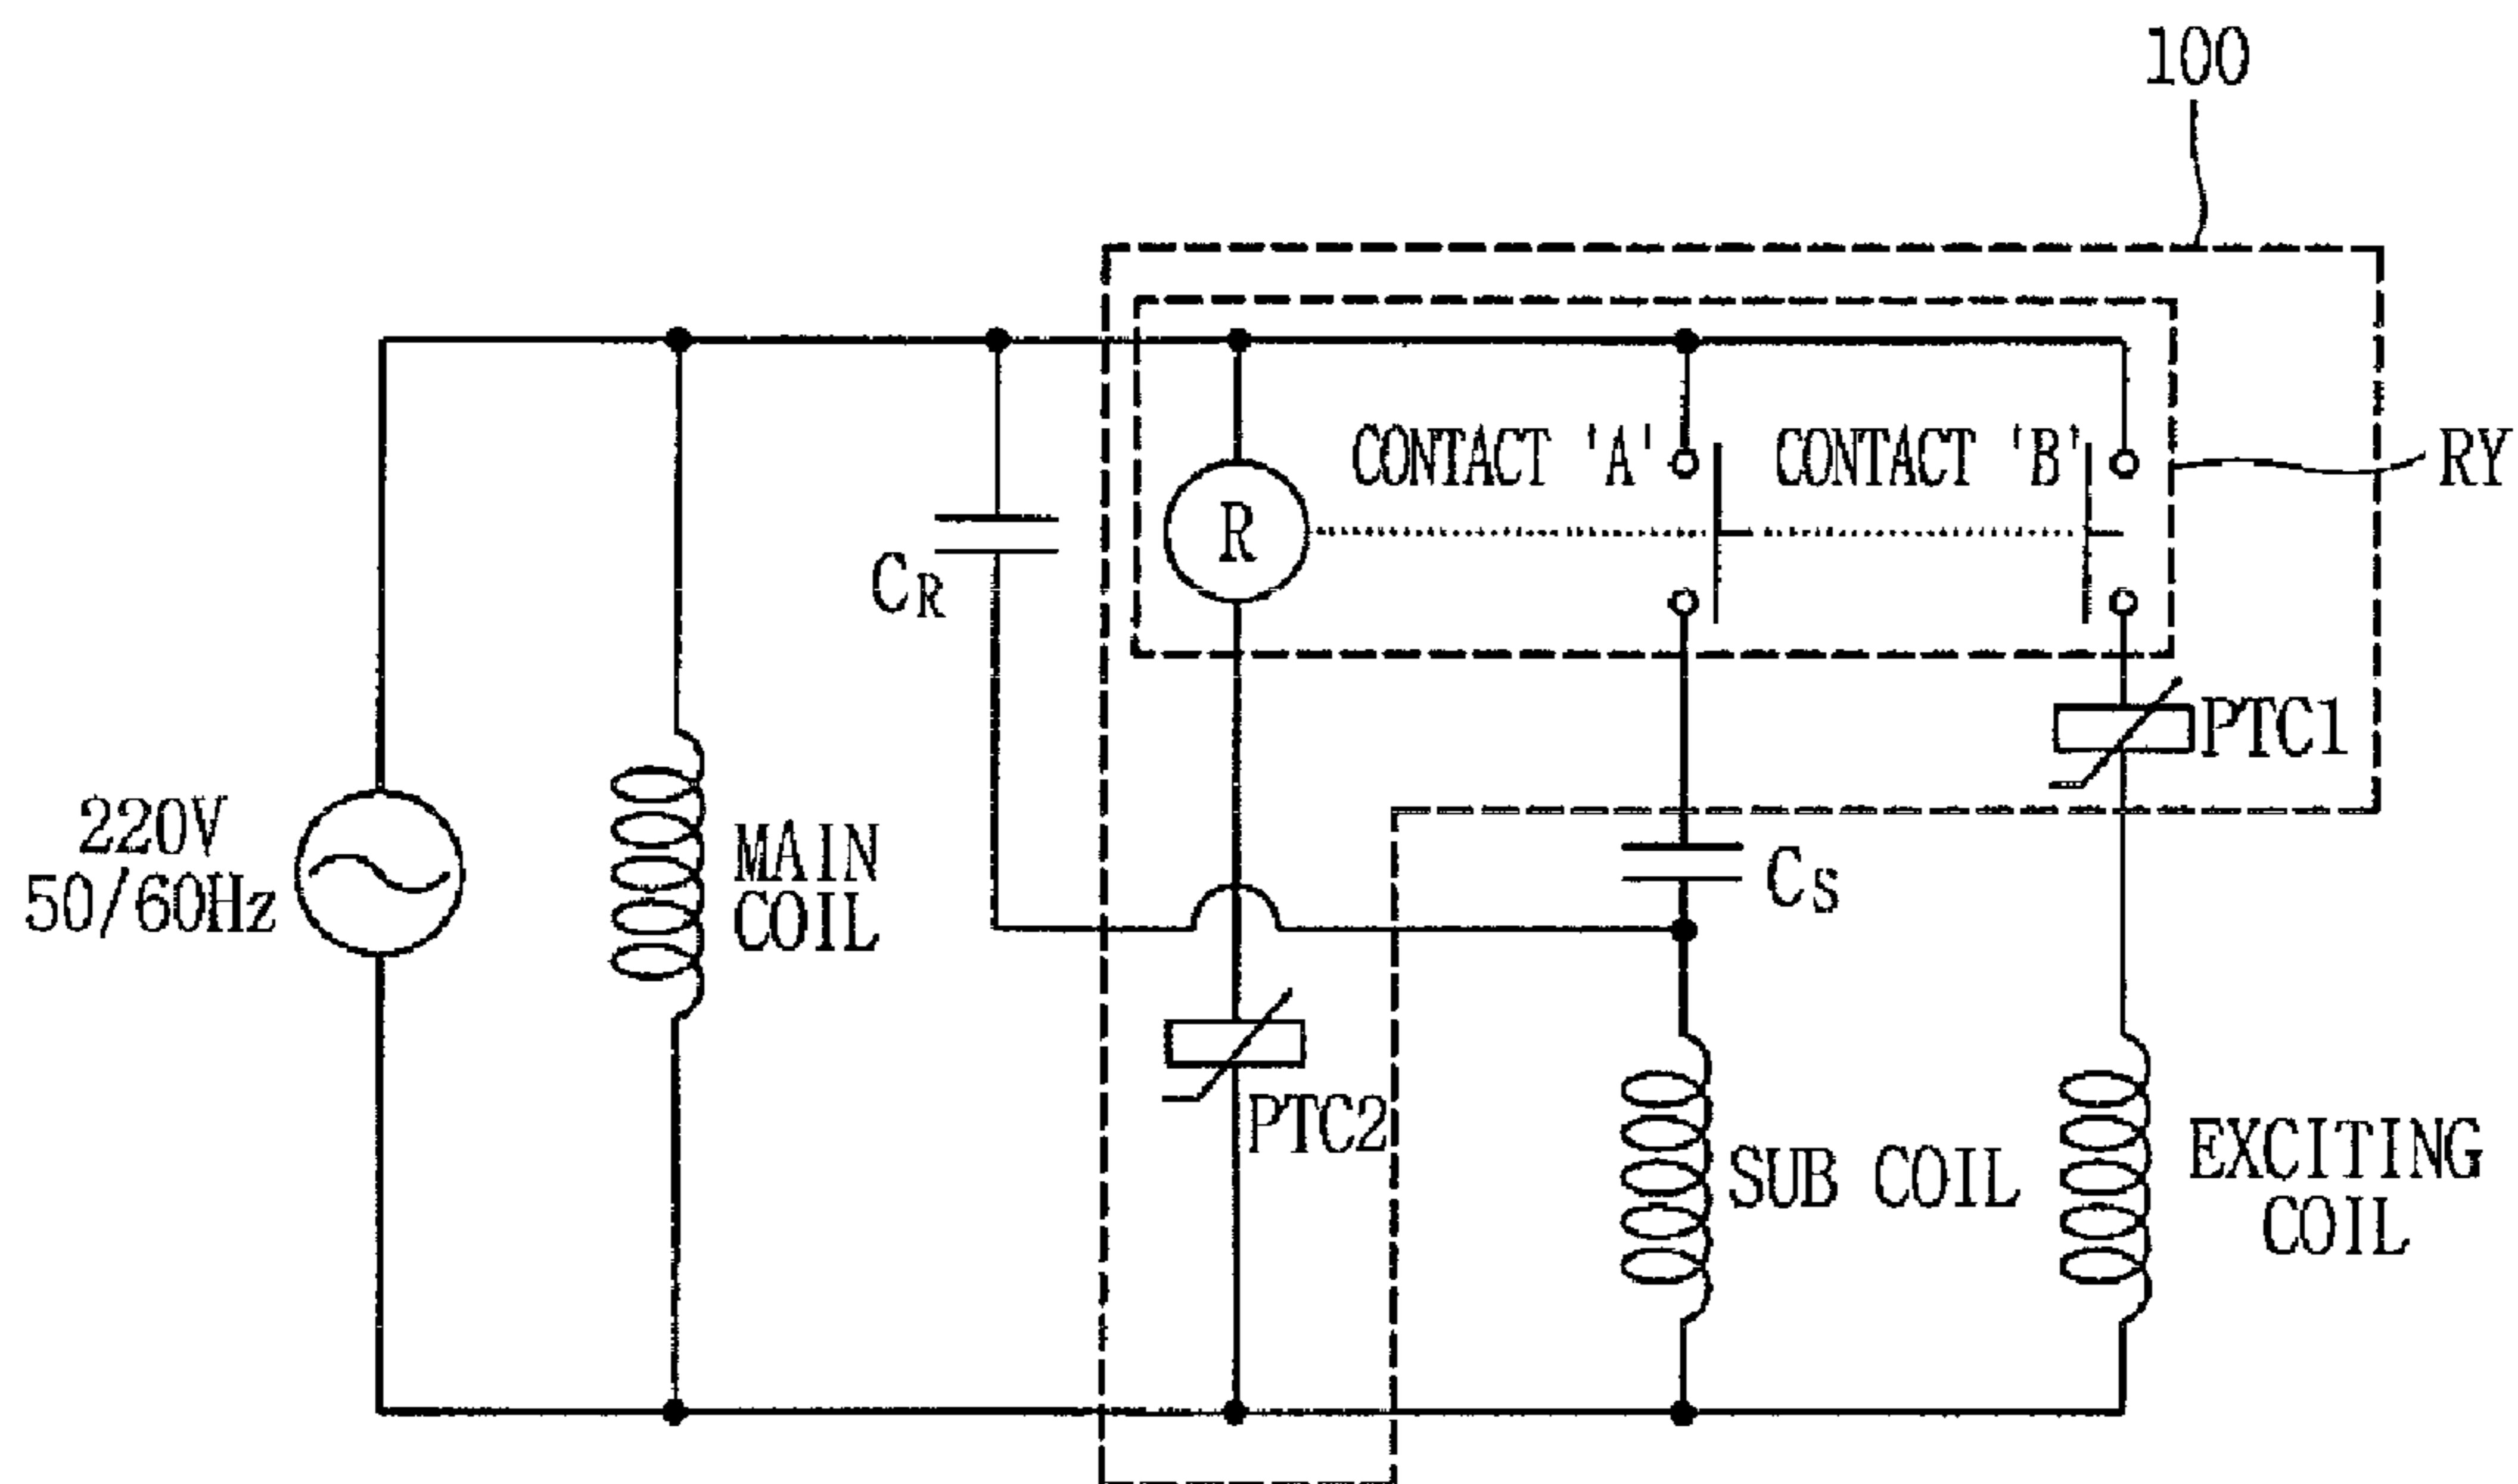 100
CONTACT 'A'
CONTACT 'B'
RY
R
CR
PTC1
220V
50/60Hz
MAIN
COIL
CS
PTC2
SUB COIL
EXCITING
COIL